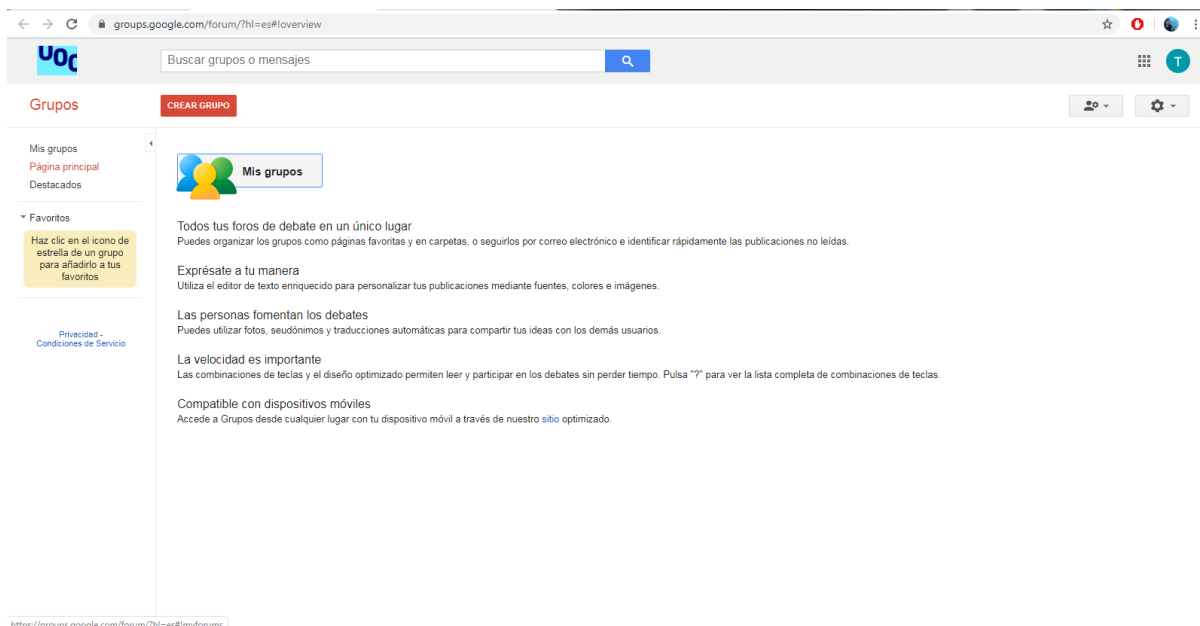 groups.google.com/forum/?hl=es#!overview
UOC
Buscar grupos o mensajes
T
Grupos
CREAR GRUPO
Mis grupos
Página principal
Destacados
Favoritos
Haz clic en el icono de
estrella de un grupo
para añadirlo a tus
favoritos
Privacidad -
Condiciones de Servicio
Mis grupos
Todos tus foros de debate en un único lugar
Puedes organizar los grupos como páginas favoritas y en carpetas, o seguirlos por correo electrónico e identificar rápidamente las publicaciones no leídas.
Exprésate a tu manera
Utiliza el editor de texto enriquecido para personalizar tus publicaciones mediante fuentes, colores e imágenes.
Las personas fomentan los debates
Puedes utilizar fotos, seudónimos y traducciones automáticas para compartir tus ideas con los demás usuarios.
La velocidad es importante
Las combinaciones de teclas y el diseño optimizado permiten leer y participar en los debates sin perder tiempo. Pulsa "?" para ver la lista completa de combinaciones de teclas.
Compatible con dispositivos móviles
Accede a Grupos desde cualquier lugar con tu dispositivo móvil a través de nuestro sitio optimizado.
https://groups.google.com/forum/?hl=es#!myforums